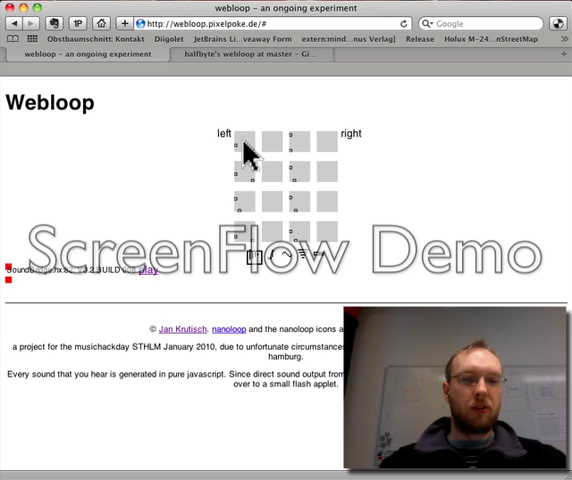 webloop – an ongoing experiment
1P
http://webloop.pixelpoke.de/#
Google
Obstbaumschnitt: Kontakt Diigolet JetBrains Li...veaway Form extern:mind...nus Verlag] Release Holux M-24...nStreetMap
webloop – an ongoing experiment halfbyte's webloop at master – Gi...
Webloop
left right
ScreenFlow Demo
play
© Jan Krutisch. nanoloop and the nanoloop icons a
a project for the musichackday STHLM January 2010, due to unfortunate circumstances
hamburg.
Every sound that you hear is generated in pure javascript. Since direct sound output from
over to a small flash applet.